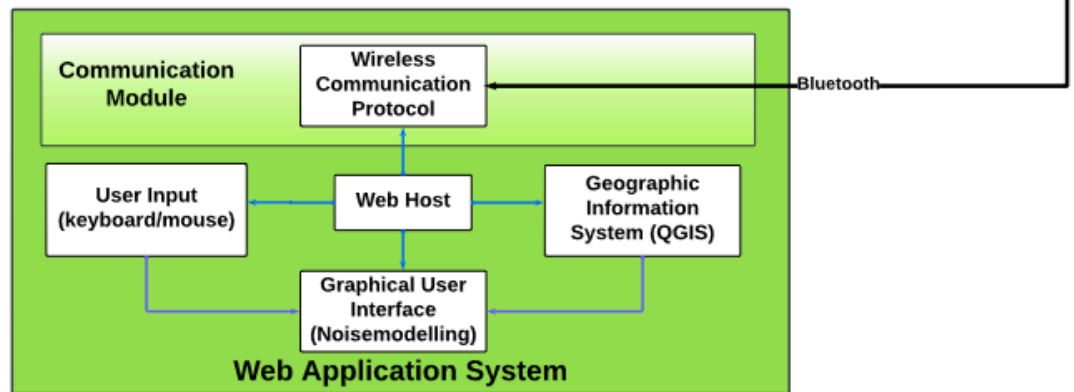 Communication
Module
Wireless
Communication
Protocol
Bluetooth
User Input
(keyboard/mouse)
Web Host
Geographic
Information
System (QGIS)
Graphical User
Interface
(Noisemodelling)
Web Application System